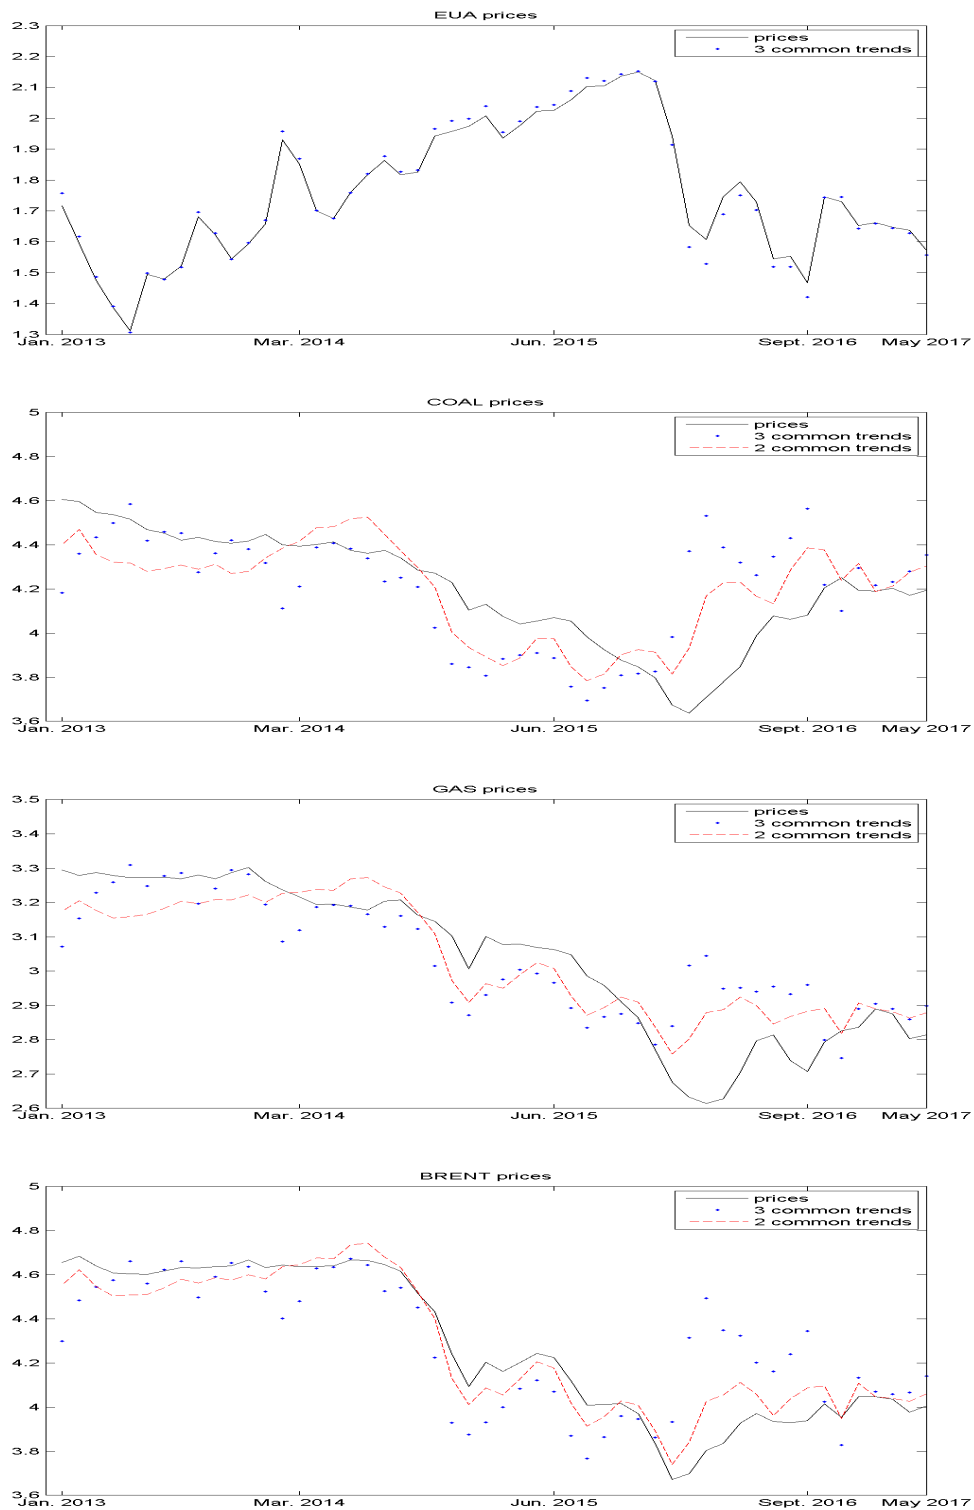 EUA prices
2.3
2.2
2.1
2
1.9
1.8
1.7
1.6
1.5
1.4
1.3
prices
3 common trends
Jan. 2013 Mar. 2014 Jun. 2015 Sept. 2016 May 2017
COAL prices
5
4.8
4.6
4.4
4.2
4
3.8
3.6
prices
3 common trends
2 common trends
Jan. 2013 Mar. 2014 Jun. 2015 Sept. 2016 May 2017
GAS prices
3.5
3.4
3.3
3.2
3.1
3
2.9
2.8
2.7
2.6
prices
3 common trends
2 common trends
Jan. 2013 Mar. 2014 Jun. 2015 Sept. 2016 May 2017
BRENT prices
5
4.8
4.6
4.4
4.2
4
3.8
3.6
prices
3 common trends
2 common trends
Jan. 2013 Mar. 2014 Jun. 2015 Sept. 2016 May 2017